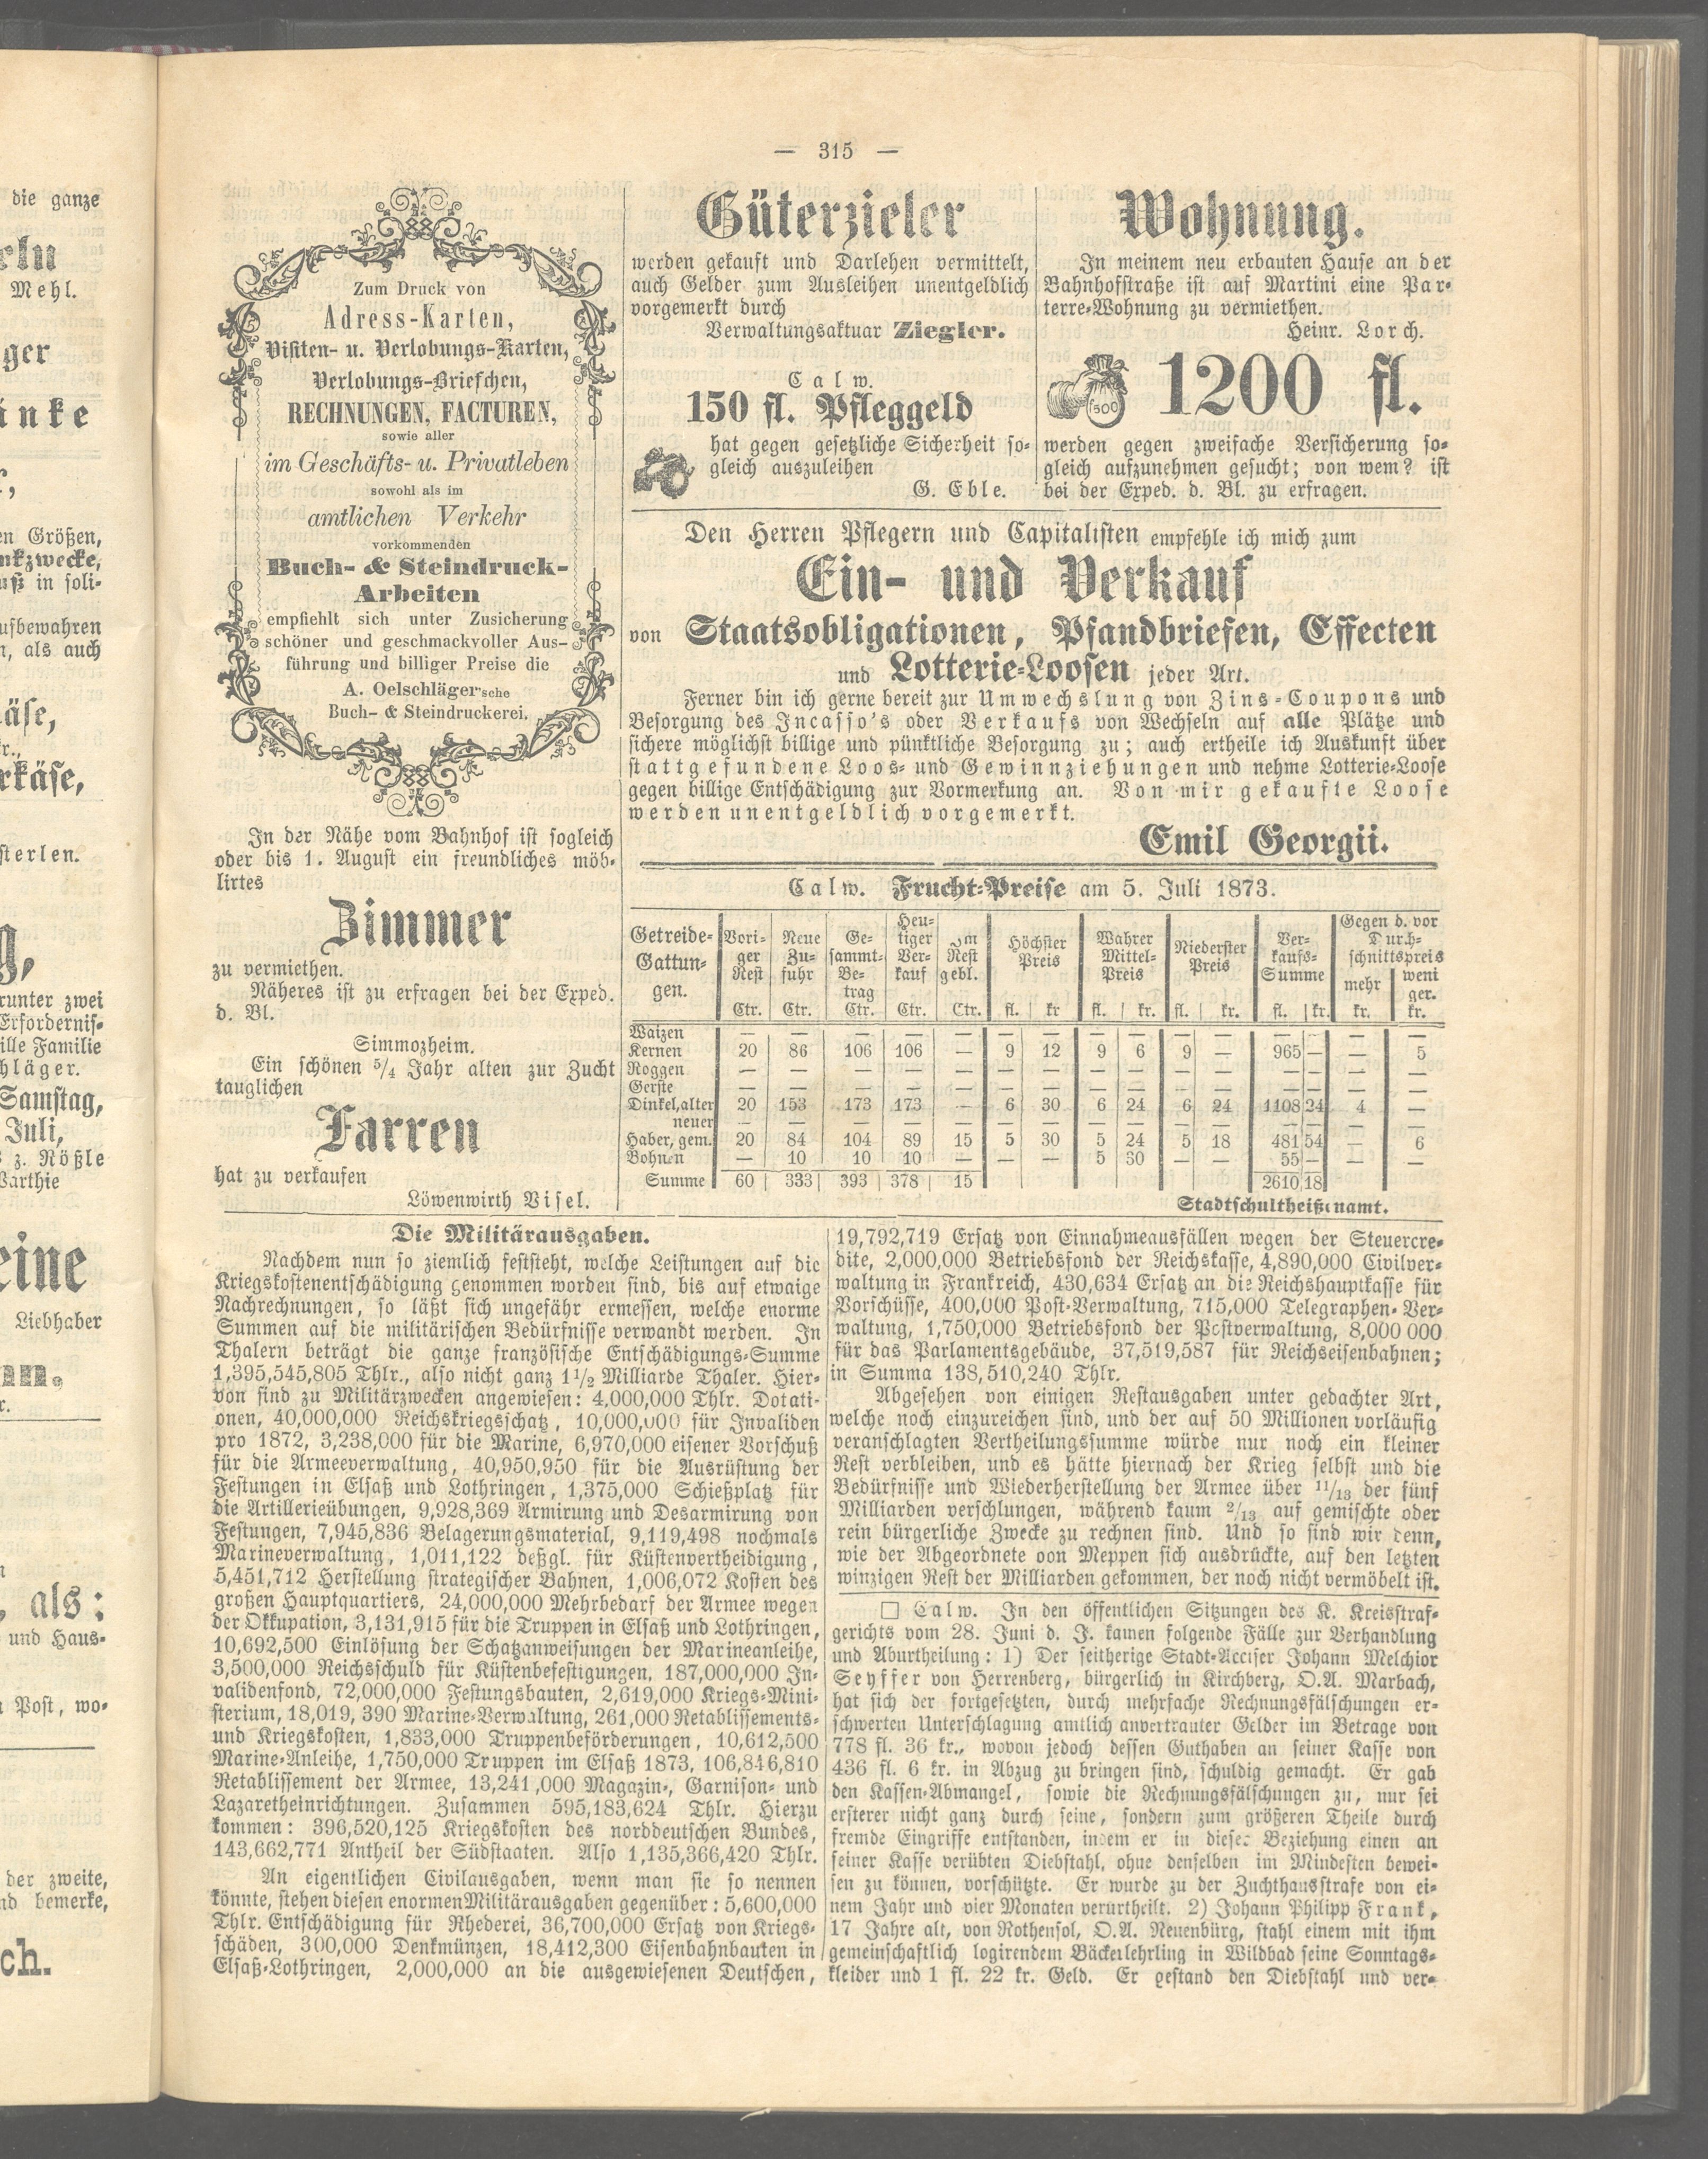 — 315 —
Zum Druck von
Adress-Karten,
Visiten- u. Verlobungs-Karten,
Verlobungs-Briefchen,
RECHNUNGEN, FACTUREN,
sowie aller
im Geschäfts- u. Privatleben
sowohl als im
amtlichen Verkehr
vorkommenden
Buch- & Steindruck-
Arbeiten
empfiehlt sich unter Zusicherung
schöner und geschmackvoller Aus-
führung und billiger Preise die
A. Oelschläger'sche
Buch- & Steindruckerei.
In der Nähe vom Bahnhof ist sogleich
oder bis 1. August ein freundliches möb-
lirtes
Zimmer
zu vermiethen.
Näheres ist zu erfragen bei der Exped.
d. Bl.
Simmozheim.
Ein schönen 5/4 Jahr alten zur Zucht
tauglichen
Farren
hat zu verkaufen
Löwenwirth Visel.
Güterzieler
werden gekauft und Darlehen vermittelt,
auch Gelder zum Ausleihen unentgeldlich
vorgemerkt durch
Verwaltungsaktuar Ziegler.
Calw.
150 fl. Pfleggeld
hat gegen gesetzliche Sicherheit so-
gleich auszuleihen
G. Eble.
Wohnung.
In meinem neu erbauten Hause an der
Bahnhofstraße ist auf Martini eine Par-
terre-Wohnung zu vermiethen.
Heinr. Lorch.
500
1200 fl.
werden gegen zweifache Versicherung so-
gleich aufzunehmen gesucht; von wem? ist
bei der Exped. d. Bl. zu erfragen.
Den Herren Pflegern und Capitalisten empfehle ich mich zum
Ein- und Verkauf
von Staatsobligationen, Pfandbriefen, Effecten
und Lotterie-Loosen jeder Art.
Ferner bin ich gerne bereit zur Umwechslung von Zins-Coupons und
Besorgung des Incasso's oder Verkaufs von Wechseln auf alle Plätze und
sichere möglichst billige und pünktliche Besorgung zu; auch ertheile ich Auskunft über
stattgefundene Loos- und Gewinnziehungen und nehme Lotterie-Loose
gegen billige Entschädigung zur Vormerkung an. Von mir gekaufte Loose
werden unentgeldlich vorgemerkt.
Emil Georgii.
Calw. Frucht-Preise am 5. Juli 1873.
Getreide-Gattungen. | Voriger Rest | Neue Zufuhr | Gesammt-Betrag | Heutiger Verkauf | Im Rest gebl. | Höchster Preis | Wahrer Mittel-Preis | Niederster Preis | Verkaufs-Summe | Gegen d. vor Durchschnittspreis mehr | weniger.
Ctr. | Ctr. | Ctr. | Ctr. | Ctr. | fl. | kr | fl. | kr. | fl. | kr. | fl. | kr. | kr. | kr.
Waizen — — — — — — — — — — — — — — —
Kernen 20 86 106 106 — 9 12 9 6 9 — 965 — — 5
Roggen — — — — — — — — — — — — — — —
Gerste — — — — — — — — — — — — — — —
Dinkel, alter 20 153 173 173 — 6 30 6 24 6 24 1108 24 4 —
neuer — — — — — — — — — — — — — — —
Haber, gem. 20 84 104 89 15 5 30 5 24 5 18 481 54 — 6
Bohnen — 10 10 10 — — — 5 30 — — 55 — — —
Summe 60 333 393 378 15 2610 18
Stadtschultheißenamt.
Die Militärausgaben.
Nachdem nun so ziemlich feststeht, welche Leistungen auf die
Kriegskostenentschädigung genommen worden sind, bis auf etwaige
Nachrechnungen, so läßt sich ungefähr ermessen, welche enorme
Summen auf die militärischen Bedürfnisse verwandt werden. In
Thalern beträgt die ganze französische Entschädigungs-Summe
1,395,545,805 Thlr., also nicht ganz 1 1/2 Milliarde Thaler. Hier-
von sind zu Militärzwecken angewiesen: 4,000,000 Thlr. Dotati-
onen, 40,000,000 Reichskriegsschatz, 10,000,000 für Invaliden
pro 1872, 3,238,000 für die Marine, 6,970,000 eisener Vorschuß
für die Armeeverwaltung, 40,950,950 für die Ausrüstung der
Festungen in Elsaß und Lothringen, 1,375,000 Schießplatz für
die Artillerieübungen, 9,928,369 Armirung und Desarmirung von
Festungen, 7,945,836 Belagerungsmaterial, 9,119,498 nochmals
Marineverwaltung, 1,011,122 deßgl. für Küstenvertheidigung,
5,451,712 Herstellung strategischer Bahnen, 1,006,072 Kosten des
großen Hauptquartiers, 24,000,000 Mehrbedarf der Armee wegen
der Okkupation, 3,131,915 für die Truppen in Elsaß und Lothringen,
10,692,500 Einlösung der Schatzanweisungen der Marineanleihe,
3,500,000 Reichsschuld für Küstenbefestigungen, 187,000,000 In-
validenfond, 72,000,000 Festungsbauten, 2,619,000 Kriegs-Mini-
sterium, 18,019,390 Marine-Verwaltung, 261,000 Retablissements-
und Kriegskosten, 1,833,000 Truppenbeförderungen, 10,612,500
Marine-Anleihe, 1,750,000 Truppen im Elsaß 1873, 106,846,810
Retablissement der Armee, 13,241,000 Magazin-, Garnison- und
Lazaretheinrichtungen. Zusammen 595,183,624 Thlr. Hierzu
kommen: 396,520,125 Kriegskosten des norddeutschen Bundes,
143,662,771 Antheil der Südstaaten. Also 1,135,366,420 Thlr.
An eigentlichen Civilausgaben, wenn man sie so nennen
könnte, stehen diesen enormen Militärausgaben gegenüber: 5,600,000
Thlr. Entschädigung für Rhederei, 36,700,000 Ersatz von Kriegs-
schäden, 300,000 Denkmünzen, 18,412,300 Eisenbahnbauten in
Elsaß-Lothringen, 2,000,000 an die ausgewiesenen Deutschen,
19,792,719 Ersatz von Einnahmeausfällen wegen der Steuercre-
dite, 2,000,000 Betriebsfond der Reichskasse, 4,890,000 Civilver-
waltung in Frankreich, 430,634 Ersatz an die Reichshauptkasse für
Vorschüsse, 400,000 Post-Verwaltung, 715,000 Telegraphen-Ver-
waltung, 1,750,000 Betriebsfond der Postverwaltung, 8,000 000
für das Parlamentsgebäude, 37,519,587 für Reichseisenbahnen;
in Summa 138,510,240 Thlr.
Abgesehen von einigen Restausgaben unter gedachter Art,
welche noch einzureichen sind, und der auf 50 Millionen vorläufig
veranschlagten Vertheilungssumme würde nur noch ein kleiner
Rest verbleiben, und es hätte hiernach der Krieg selbst und die
Bedürfnisse und Wiederherstellung der Armee über 11/13 der fünf
Milliarden verschlungen, während kaum 2/13 auf gemischte oder
rein bürgerliche Zwecke zu rechnen sind. Und so sind wir denn,
wie der Abgeordnete von Meppen sich ausdrückte, auf den letzten
winzigen Rest der Milliarden gekommen, der noch nicht vermöbelt ist.
□ Calw. In den öffentlichen Sitzungen des K. Kreisstraf-
gerichts vom 28. Juni d. J. kamen folgende Fälle zur Verhandlung
und Aburtheilung: 1) Der seitherige Stadt-Acciser Johann Melchior
Seyffer von Herrenberg, bürgerlich in Kirchberg, O.A. Marbach,
hat sich der fortgesetzten, durch mehrfache Rechnungsfälschungen er-
schwerten Unterschlagung amtlich anvertrauter Gelder im Betrage von
778 fl. 36 kr., wovon jedoch dessen Guthaben an seiner Kasse von
436 fl. 6 kr. in Abzug zu bringen sind, schuldig gemacht. Er gab
den Kassen-Abmangel, sowie die Rechnungsfälschungen zu, nur sei
ersterer nicht ganz durch seine, sondern zum größeren Theile durch
fremde Eingriffe entstanden, indem er in dieser Beziehung einen an
seiner Kasse verübten Diebstahl, ohne denselben im Mindesten bewei-
sen zu können, vorschützte. Er wurde zu der Zuchthausstrafe von ei-
nem Jahr und vier Monaten verurtheilt. 2) Johann Philipp Frank,
17 Jahre alt, von Rothensol, O.A. Neuenbürg, stahl einem mit ihm
gemeinschaftlich logirendem Bäckerlehrling in Wildbad seine Sonntags-
kleider und 1 fl. 22 kr. Geld. Er gestand den Diebstahl und ver-
die ganze
Mehl.
ger
änke
en Größen,
nkzwecke,
uß in soli-
ufbewahren
n, als auch
äse,
rkäse,
sterlen.
runter zwei
Erfordernis-
ille Familie
hläger.
Samstag,
Juli,
z. Rößle
Parthie
eine
Liebhaber
nn.
als:
und Haus-
Post, wo-
der zweite,
nd bemerke,
ch.